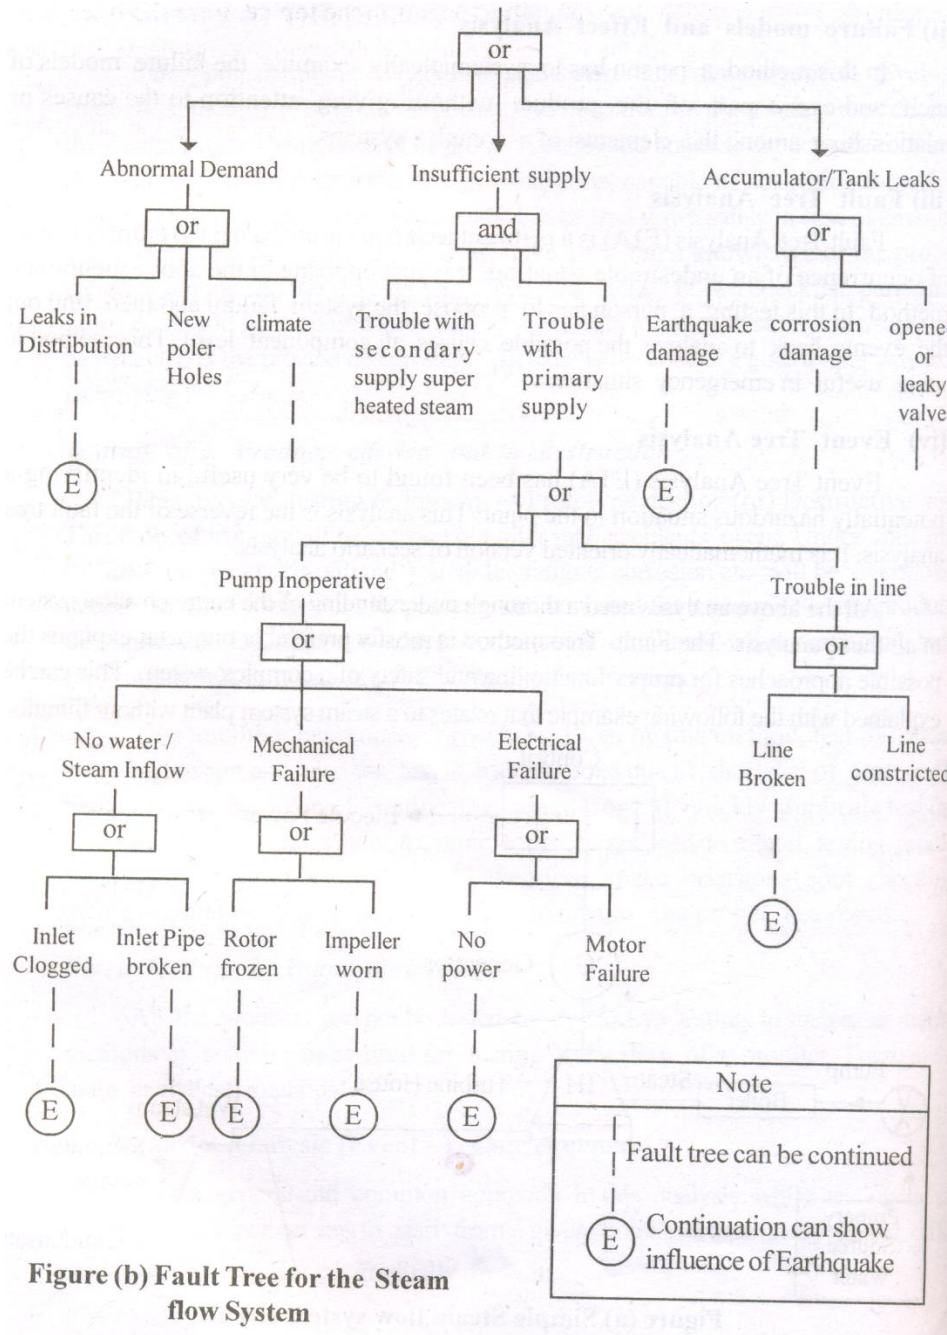 or
Abnormal Demand
Insufficient supply
Accumulator/Tank Leaks
or
and
or
Leaks in
Distribution
New
poler
Holes
climate
Trouble with
secondary
supply super
heated steam
Trouble
with
primary
supply
Earthquake
damage
corrosion
damage
opene
or
leaky
valve
E
E
or
Pump Inoperative
Trouble in line
or
or
No water /
Steam Inflow
Mechanical
Failure
Electrical
Failure
Line
Broken
Line
constricted
or
or
or
E
Inlet
Clogged
Inlet Pipe
broken
Rotor
frozen
Impeller
worn
No
power
Motor
Failure
E
E
E
E
E
Note
Fault tree can be continued
E
Continuation can show
influence of Earthquake
Figure (b) Fault Tree for the Steam
flow System